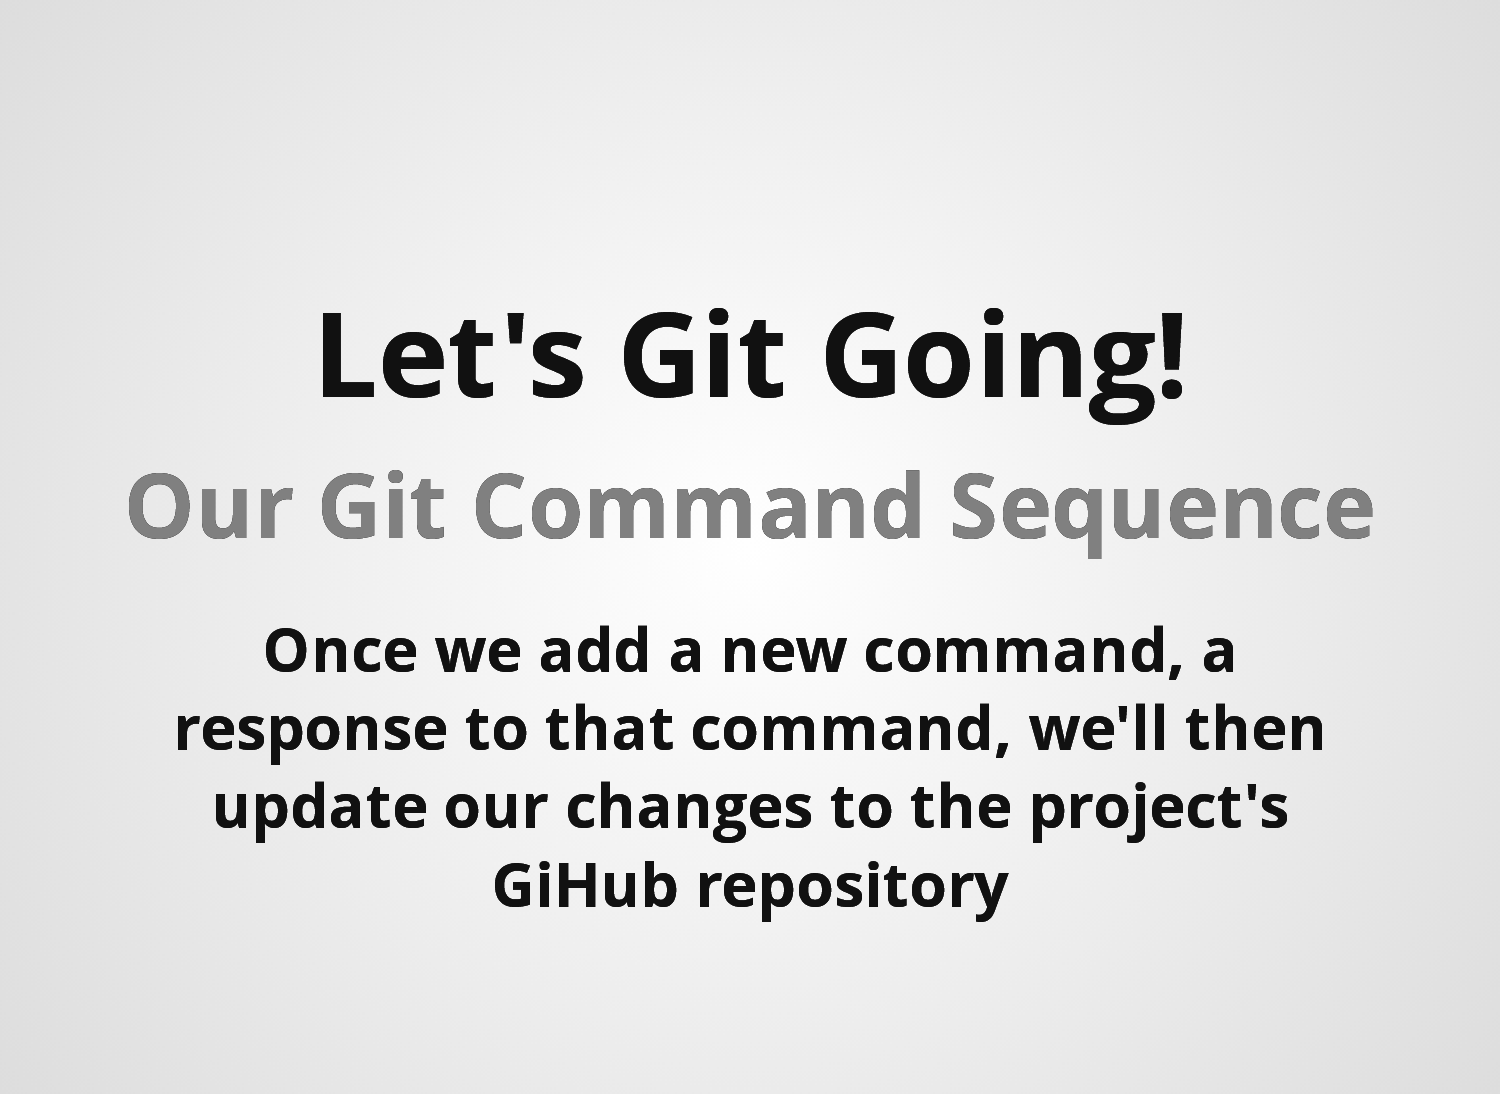 Let's Git Going!
Our Git Command Sequence
Once we add a new command, a
response to that command, we'll then
update our changes to the project's
GiHub repository